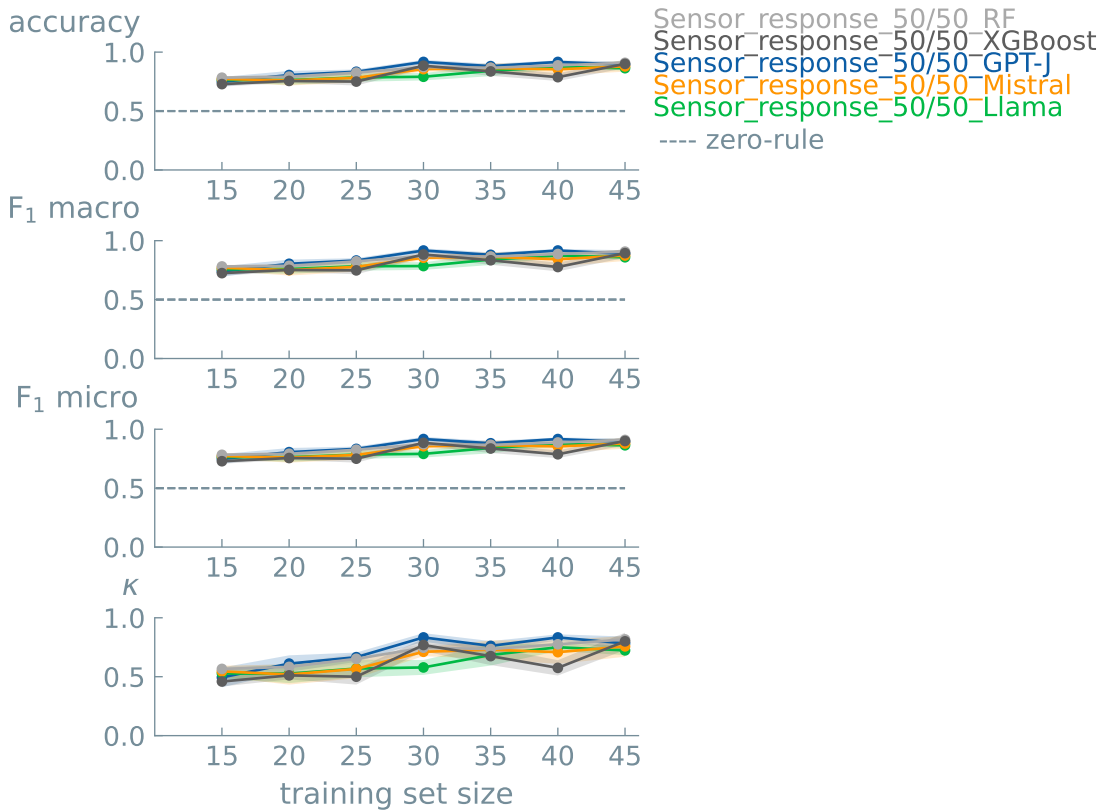 accuracy
1.0
0.5
0.0
15 20 25 30 35 40 45
F₁ macro
1.0
0.5
0.0
15 20 25 30 35 40 45
F₁ micro
1.0
0.5
0.0
15 20 25 30 35 40 45
κ
1.0
0.5
0.0
15 20 25 30 35 40 45
training set size
Sensor_response_50/50_RF
Sensor_response_50/50_XGBoost
Sensor_response_50/50_GPT-J
Sensor_response_50/50_Mistral
Sensor_response_50/50_Llama
zero-rule